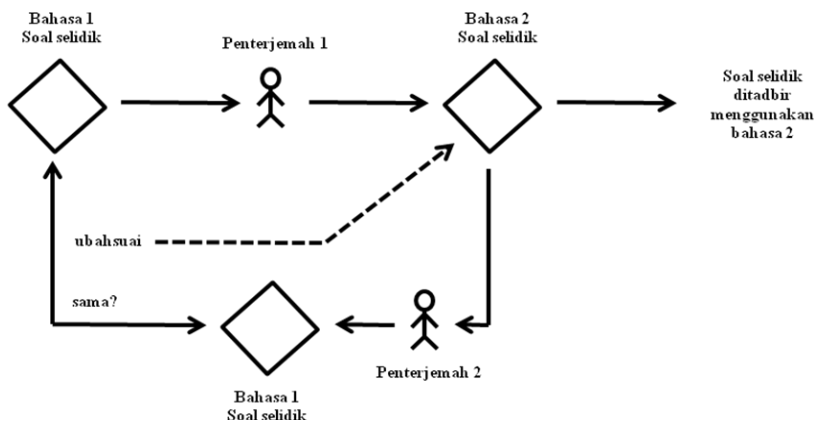 Bahasa 1
Soal selidik
Penterjemah 1
Bahasa 2
Soal selidik
Soal selidik
ditadbir
menggunakan
bahasa 2
ubahsuai
sama?
Penterjemah 2
Bahasa 1
Soal selidik